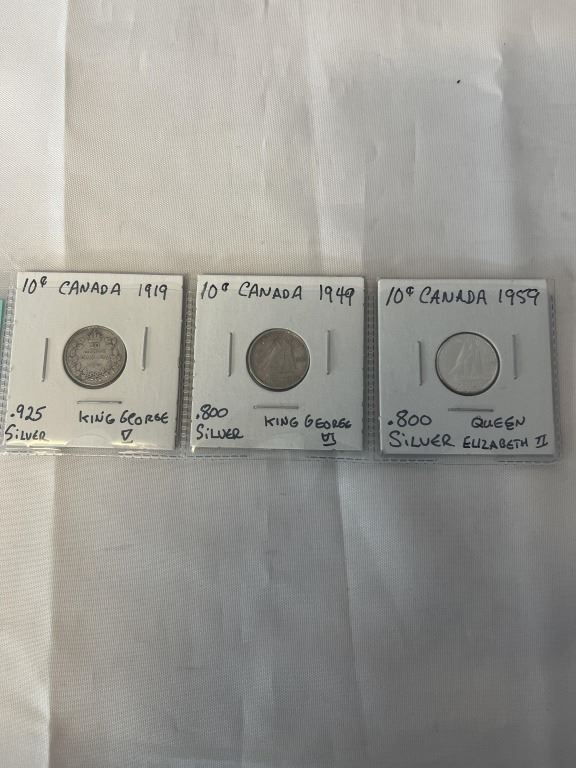 10¢ CANADA 1919
.925 KING GEORGE
SILVER V
10¢ CANADA 1949
.800 KING GEORGE
SILVER VI
10¢ CANADA 1959
.800 QUEEN
SILVER ELIZABETH II